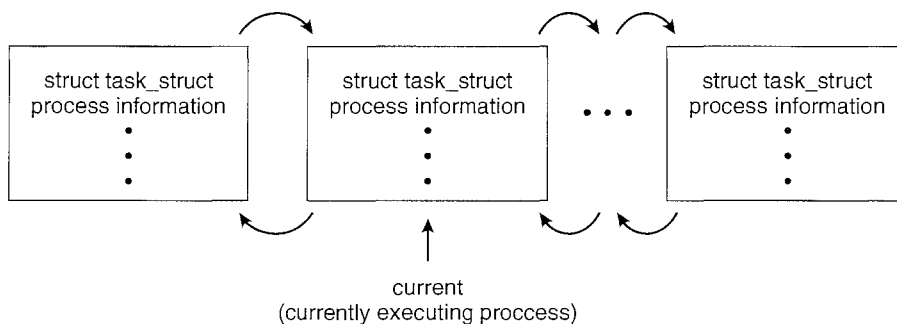 struct task_struct
process information
struct task_struct
process information
struct task_struct
process information
current
(currently executing proccess)